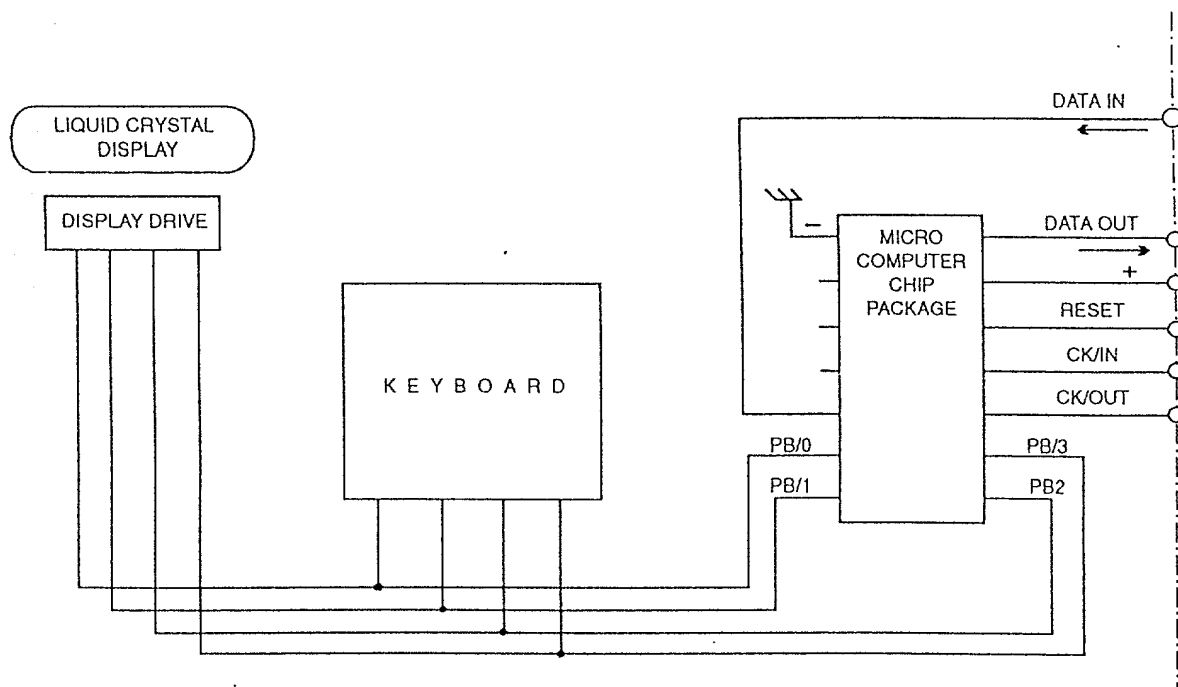 LIQUID CRYSTAL
DISPLAY
DISPLAY DRIVE
KEYBOARD
MICRO
COMPUTER
CHIP
PACKAGE
−
DATA IN
DATA OUT
+
RESET
CK/IN
CK/OUT
PB/0
PB/1
PB/3
PB2